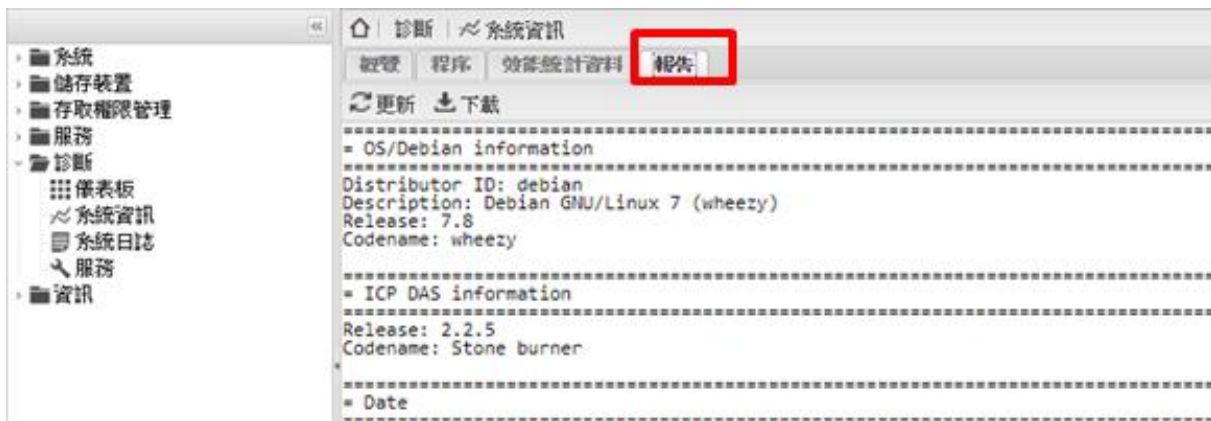 系統
儲存裝置
存取權限管理
服務
診斷
儀表板
系統資訊
系統日誌
服務
資訊
診斷 | 系統資訊
概覽 程序 效能統計資料 報告
更新 下載
================================================================================
= OS/Debian information
================================================================================
Distributor ID: debian
Description: Debian GNU/Linux 7 (wheezy)
Release: 7.8
Codename: wheezy
================================================================================
= ICP DAS information
================================================================================
Release: 2.2.5
Codename: Stone burner
================================================================================
= Date
================================================================================